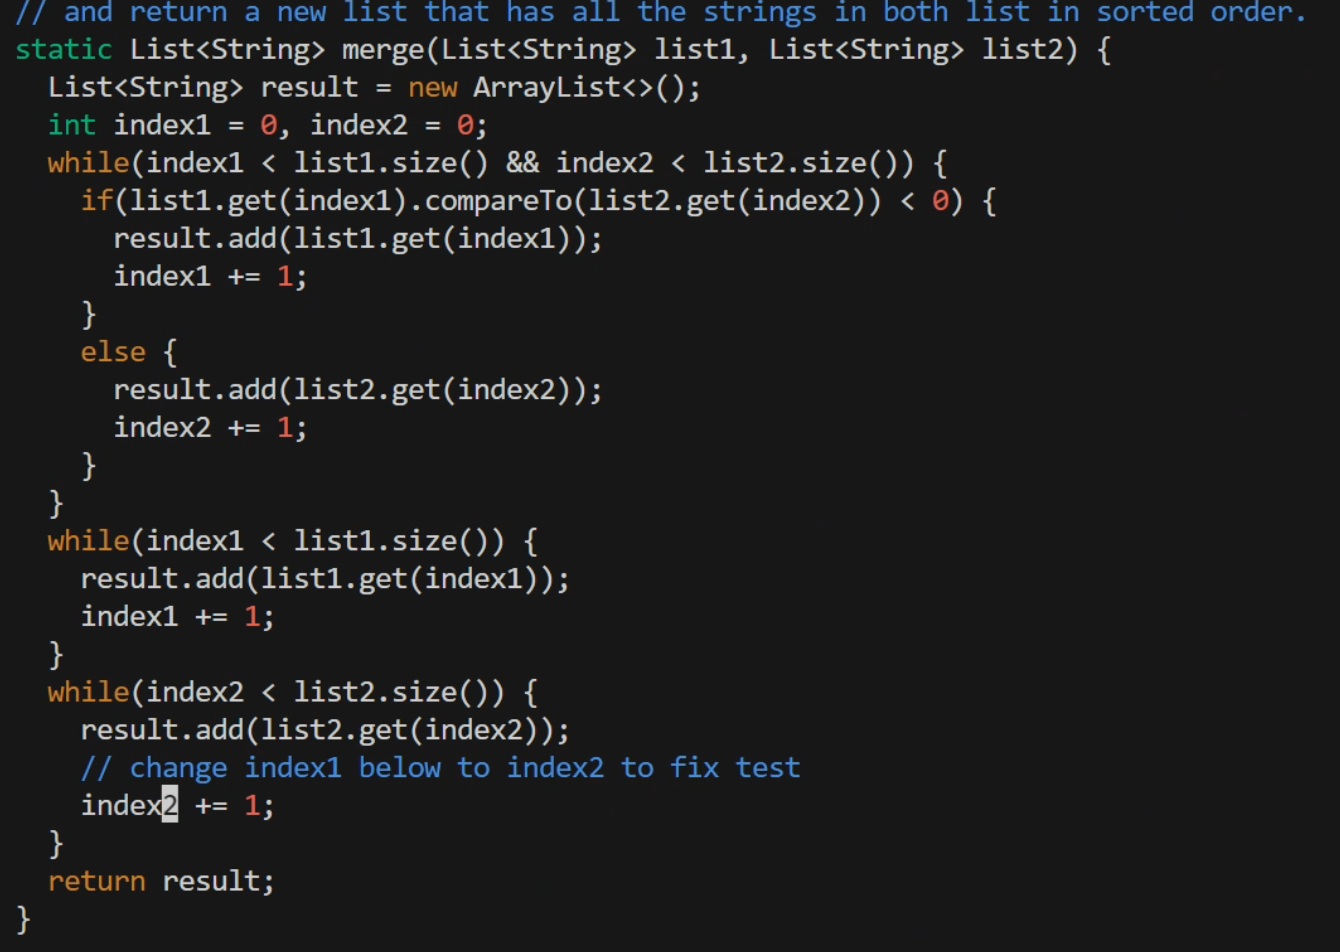 // and return a new list that has all the strings in both list in sorted order.
static List<String> merge(List<String> list1, List<String> list2) {
  List<String> result = new ArrayList<>();
  int index1 = 0, index2 = 0;
  while(index1 < list1.size() && index2 < list2.size()) {
    if(list1.get(index1).compareTo(list2.get(index2)) < 0) {
      result.add(list1.get(index1));
      index1 += 1;
    }
    else {
      result.add(list2.get(index2));
      index2 += 1;
    }
  }
  while(index1 < list1.size()) {
    result.add(list1.get(index1));
    index1 += 1;
  }
  while(index2 < list2.size()) {
    result.add(list2.get(index2));
    // change index1 below to index2 to fix test
    index2 += 1;
  }
  return result;
}